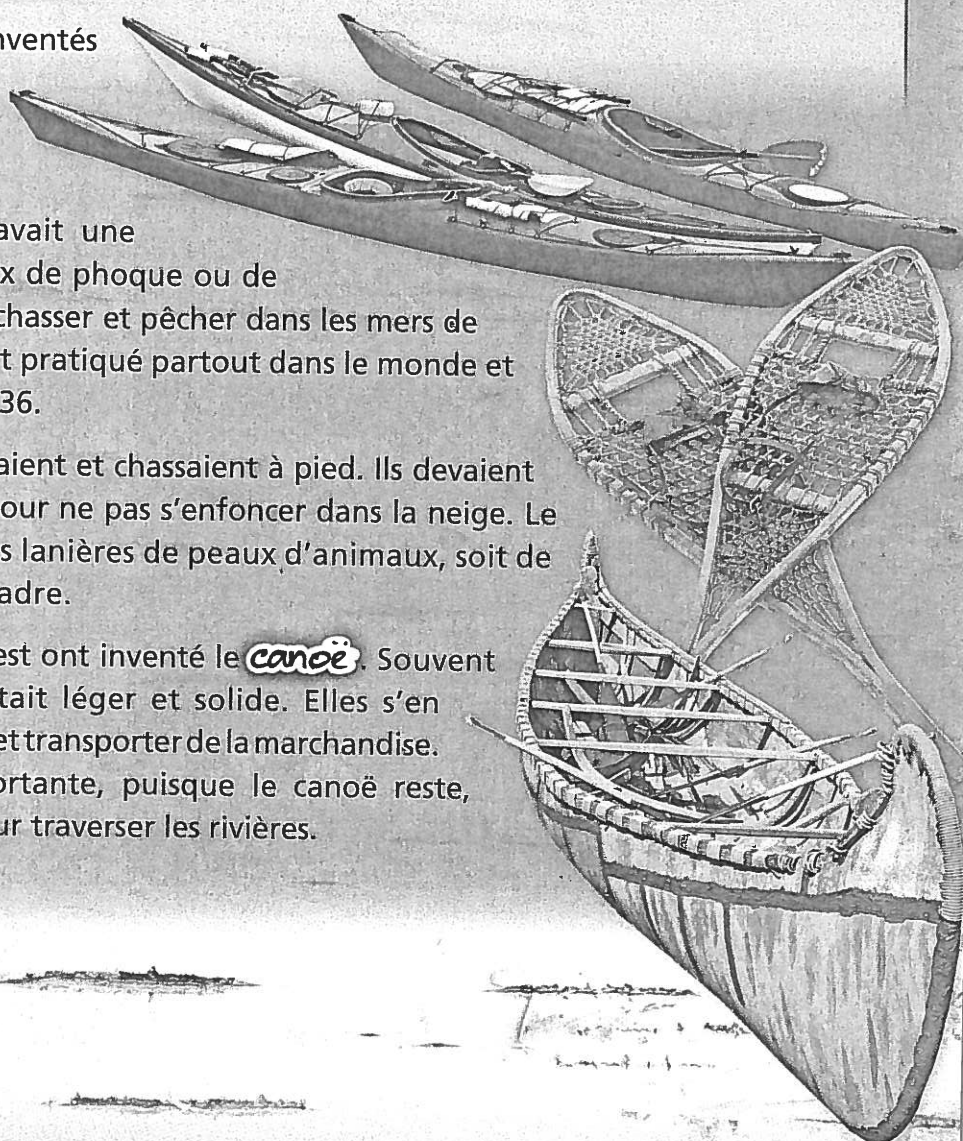 nventés
avait une
x de phoque ou de
chasser et pêcher dans les mers de
t pratiqué partout dans le monde et
36.
aient et chassaient à pied. Ils devaient
our ne pas s'enfoncer dans la neige. Le
s lanières de peaux d'animaux, soit de
adre.
est ont inventé le canoë. Souvent
tait léger et solide. Elles s'en
et transporter de la marchandise.
ortante, puisque le canoë reste,
ur traverser les rivières.